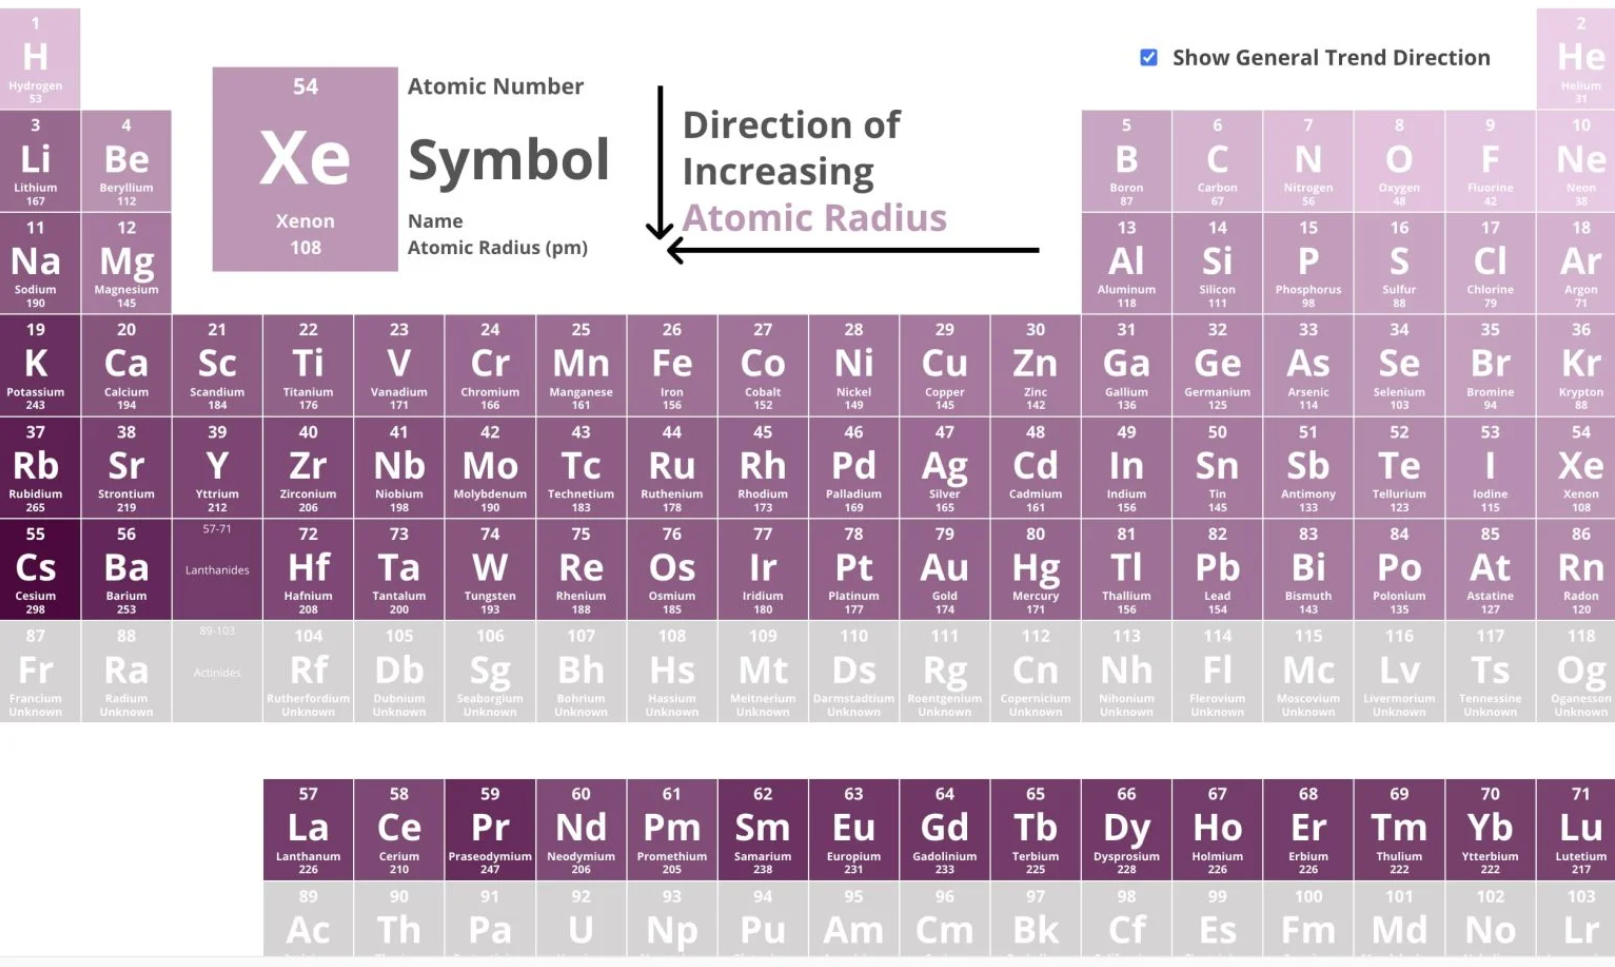 1
H
Hydrogen
53
2
He
Helium
31
54
Xe
Xenon
108
Atomic Number
Symbol
Name
Atomic Radius (pm)
Direction of
Increasing
Atomic Radius
Show General Trend Direction
3
Li
Lithium
167
4
Be
Beryllium
112
5
B
Boron
87
6
C
Carbon
67
7
N
Nitrogen
56
8
O
Oxygen
48
9
F
Fluorine
42
10
Ne
Neon
38
11
Na
Sodium
190
12
Mg
Magnesium
145
13
Al
Aluminum
118
14
Si
Silicon
111
15
P
Phosphorus
98
16
S
Sulfur
88
17
Cl
Chlorine
79
18
Ar
Argon
71
19
K
Potassium
243
20
Ca
Calcium
194
21
Sc
Scandium
184
22
Ti
Titanium
176
23
V
Vanadium
171
24
Cr
Chromium
166
25
Mn
Manganese
161
26
Fe
Iron
156
27
Co
Cobalt
152
28
Ni
Nickel
149
29
Cu
Copper
145
30
Zn
Zinc
142
31
Ga
Gallium
136
32
Ge
Germanium
125
33
As
Arsenic
114
34
Se
Selenium
103
35
Br
Bromine
94
36
Kr
Krypton
88
37
Rb
Rubidium
265
38
Sr
Strontium
219
39
Y
Yttrium
212
40
Zr
Zirconium
206
41
Nb
Niobium
198
42
Mo
Molybdenum
190
43
Tc
Technetium
183
44
Ru
Ruthenium
178
45
Rh
Rhodium
173
46
Pd
Palladium
169
47
Ag
Silver
165
48
Cd
Cadmium
161
49
In
Indium
156
50
Sn
Tin
145
51
Sb
Antimony
133
52
Te
Tellurium
123
53
I
Iodine
115
54
Xe
Xenon
108
55
Cs
Cesium
298
56
Ba
Barium
253
57-71
Lanthanides
72
Hf
Hafnium
208
73
Ta
Tantalum
200
74
W
Tungsten
193
75
Re
Rhenium
188
76
Os
Osmium
185
77
Ir
Iridium
180
78
Pt
Platinum
177
79
Au
Gold
174
80
Hg
Mercury
171
81
Tl
Thallium
156
82
Pb
Lead
154
83
Bi
Bismuth
143
84
Po
Polonium
135
85
At
Astatine
127
86
Rn
Radon
120
87
Fr
Francium
Unknown
88
Ra
Radium
Unknown
89-103
Actinides
104
Rf
Rutherfordium
Unknown
105
Db
Dubnium
Unknown
106
Sg
Seaborgium
Unknown
107
Bh
Bohrium
Unknown
108
Hs
Hassium
Unknown
109
Mt
Meitnerium
Unknown
110
Ds
Darmstadtium
Unknown
111
Rg
Roentgenium
Unknown
112
Cn
Copernicium
Unknown
113
Nh
Nihonium
Unknown
114
Fl
Flerovium
Unknown
115
Mc
Moscovium
Unknown
116
Lv
Livermorium
Unknown
117
Ts
Tennessine
Unknown
118
Og
Oganesson
Unknown
57
La
Lanthanum
226
58
Ce
Cerium
210
59
Pr
Praseodymium
247
60
Nd
Neodymium
206
61
Pm
Promethium
205
62
Sm
Samarium
238
63
Eu
Europium
231
64
Gd
Gadolinium
233
65
Tb
Terbium
225
66
Dy
Dysprosium
228
67
Ho
Holmium
226
68
Er
Erbium
226
69
Tm
Thulium
222
70
Yb
Ytterbium
222
71
Lu
Lutetium
217
89
Ac
90
Th
91
Pa
92
U
93
Np
94
Pu
95
Am
96
Cm
97
Bk
98
Cf
99
Es
100
Fm
101
Md
102
No
103
Lr